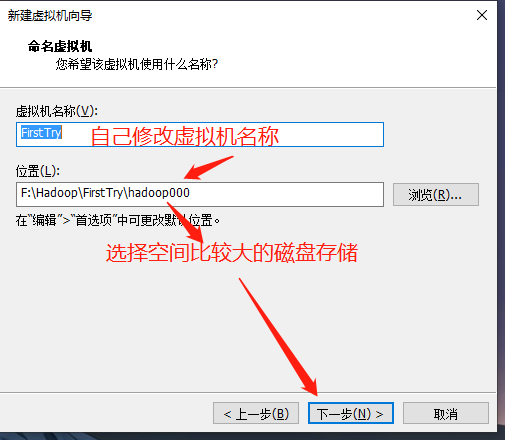 新建虚拟机向导
命名虚拟机
您希望该虚拟机使用什么名称?
虚拟机名称(V):
FirstTry 自己修改虚拟机名称
位置(L):
F:\Hadoop\FirstTry\hadoop000 浏览(R)...
在“编辑”>“首选项”中可更改默认位置。
选择空间比较大的磁盘存储
< 上一步(B) 下一步(N) > 取消